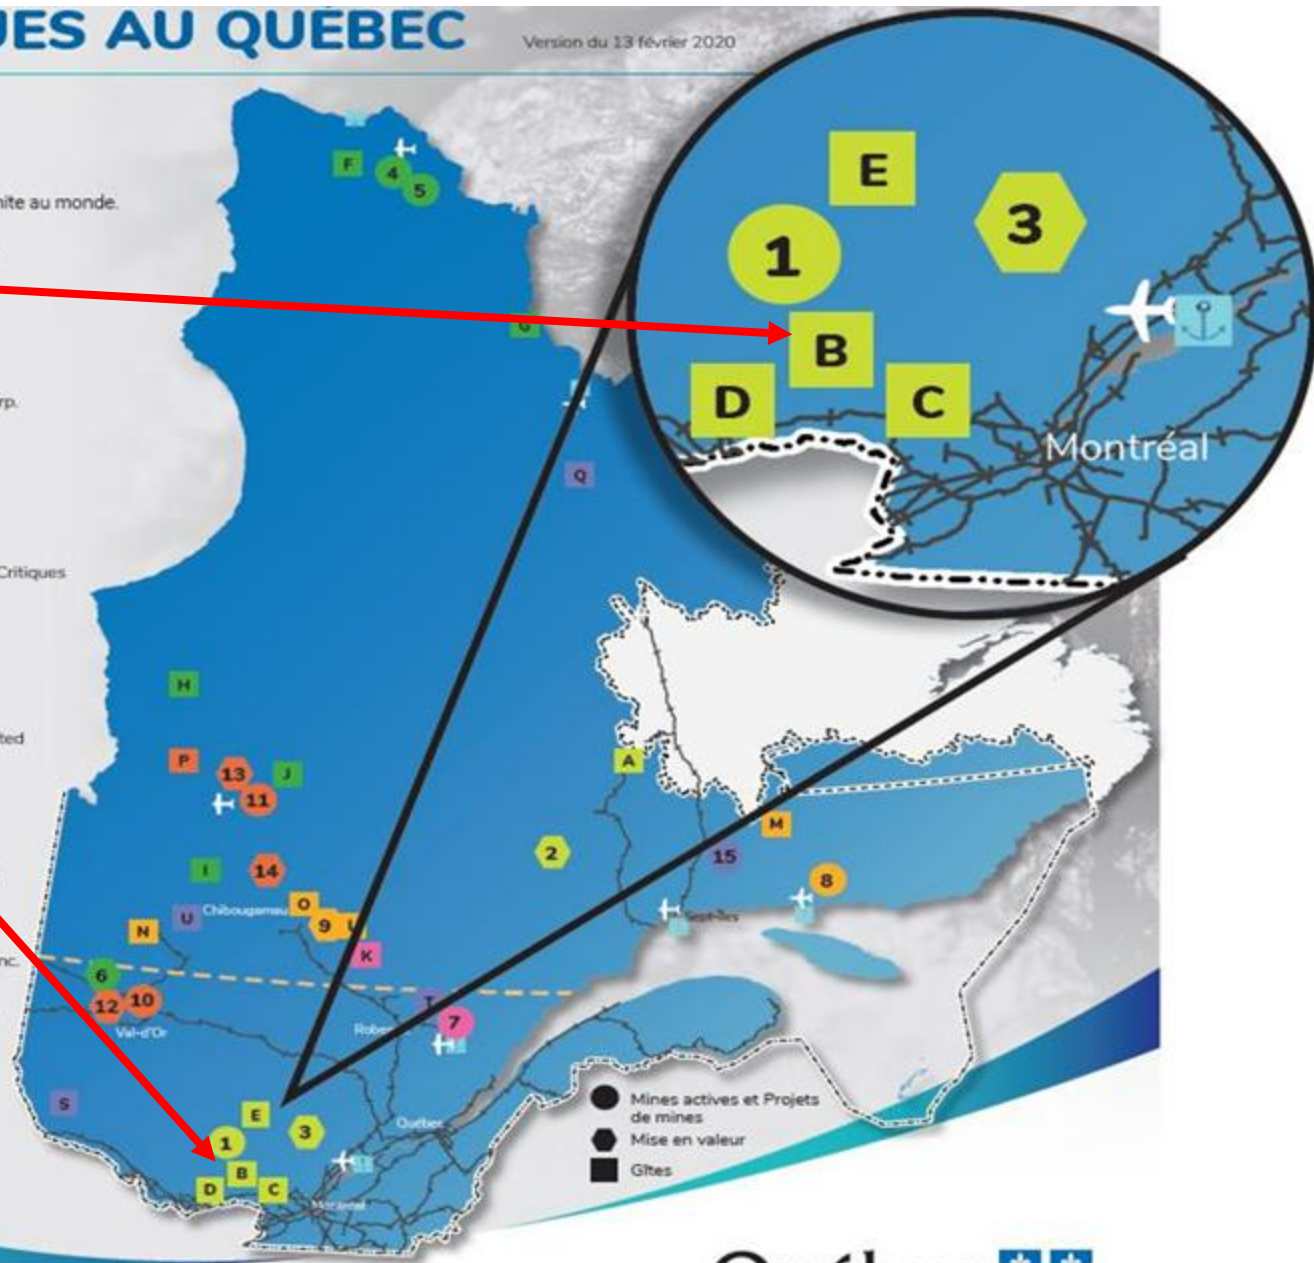 UES AU QUÉBEC
Version du 13 février 2020
nite au monde.
rp.
Critiques
ted
nc.
E
3
1
B
D
C
Montréal
F
4
5
G
Q
H
P
13
J
11
A
I
14
2
M
15
8
U
Chibougamau
O
9
N
K
Sept-Îles
6
12
10
Val-d'Or
T
7
Rober
S
E
1
3
Québec
B
D
C
Montréal
Mines actives et Projets
de mines
Mise en valeur
Gîtes